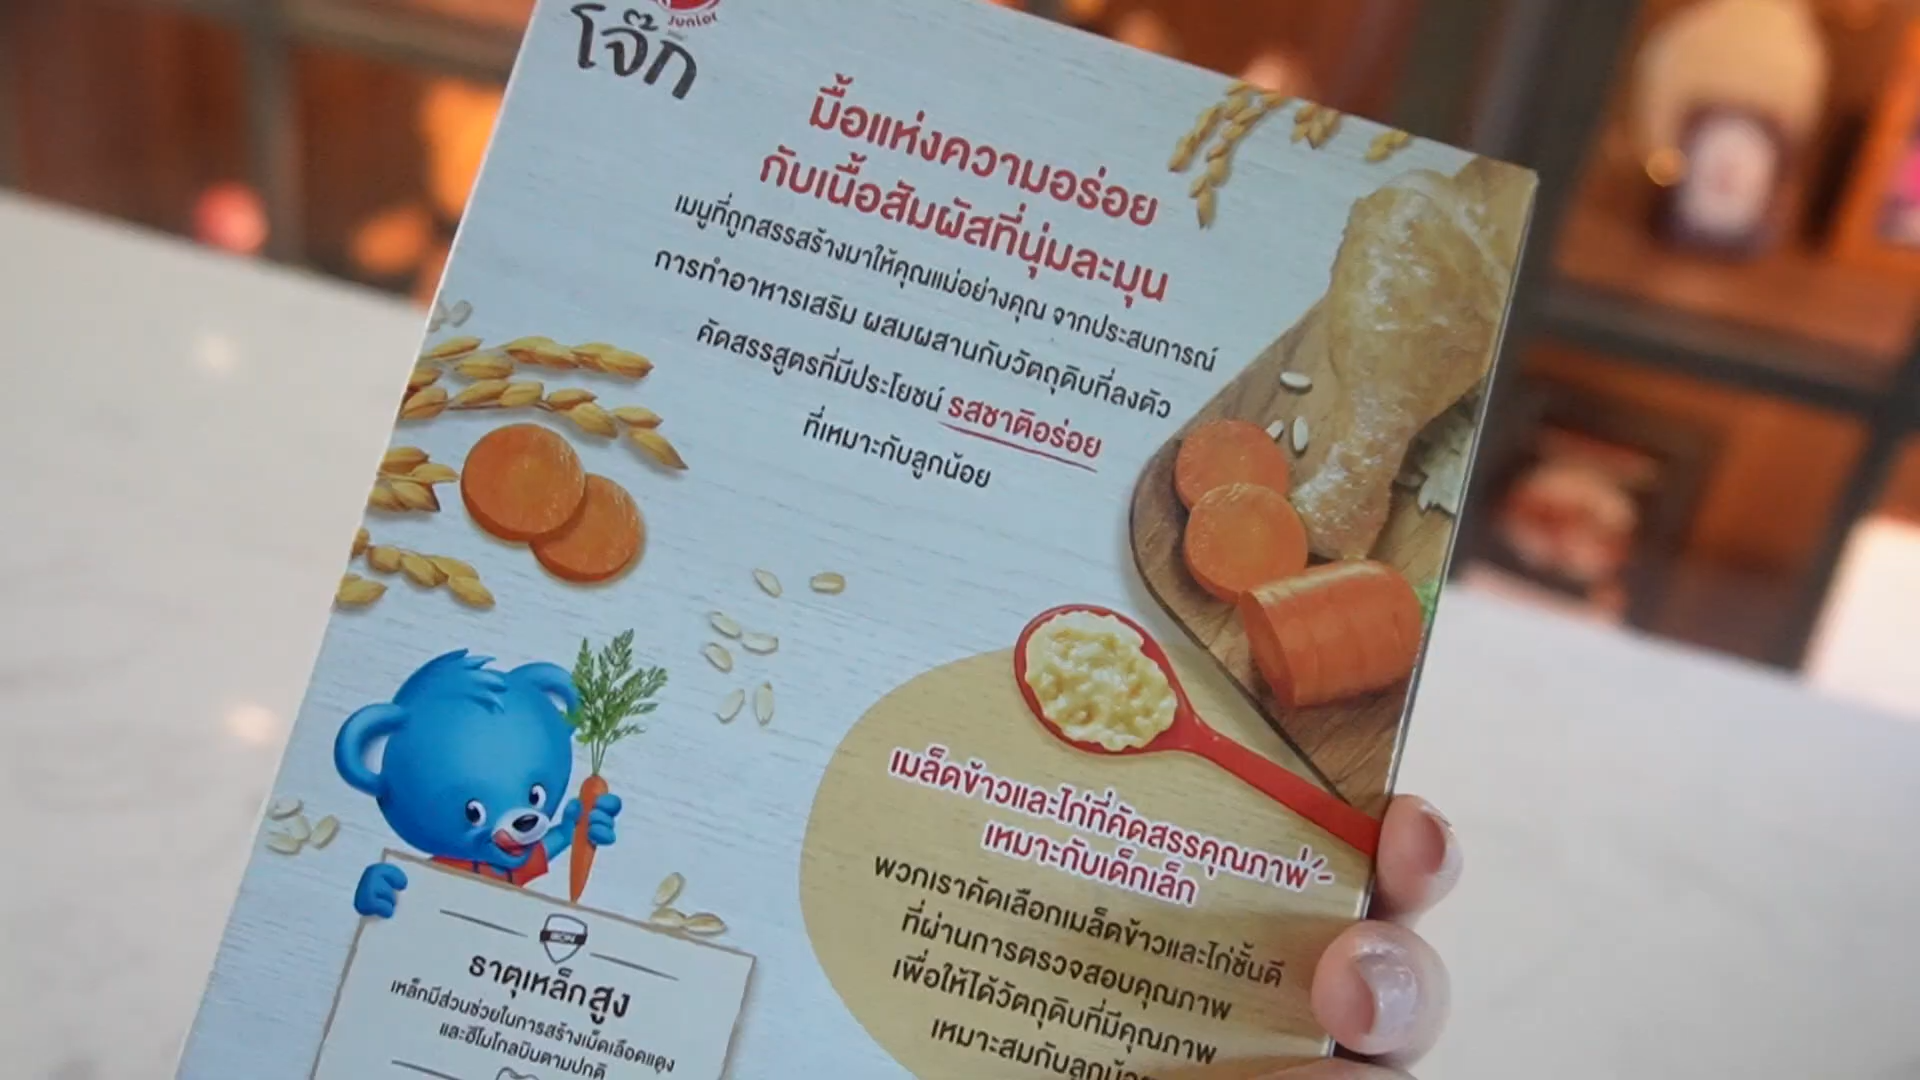 Junior
โจ๊ก
มื้อแห่งความอร่อย
กับเนื้อสัมผัสที่นุ่มละมุน
เมนูที่ถูกสรรสร้างมาให้คุณแม่อย่างคุณ จากประสบการณ์
การทำอาหารเสริม ผสมผสานกับวัตถุดิบที่ลงตัว
คัดสรรสูตรที่มีประโยชน์ รสชาติอร่อย
ที่เหมาะกับลูกน้อย
เมล็ดข้าวและไก่ที่คัดสรรคุณภาพ
เหมาะกับเด็กเล็ก
พวกเราคัดเลือกเมล็ดข้าวและไก่ชั้นดี
ที่ผ่านการตรวจสอบคุณภาพ
เพื่อให้ได้วัตถุดิบที่มีคุณภาพ
เหมาะสมกับลูกน้อย
IRON
ธาตุเหล็กสูง
เหล็กมีส่วนช่วยในการสร้างเม็ดเลือดแดง
และฮีโมโกลบินตามปกติ